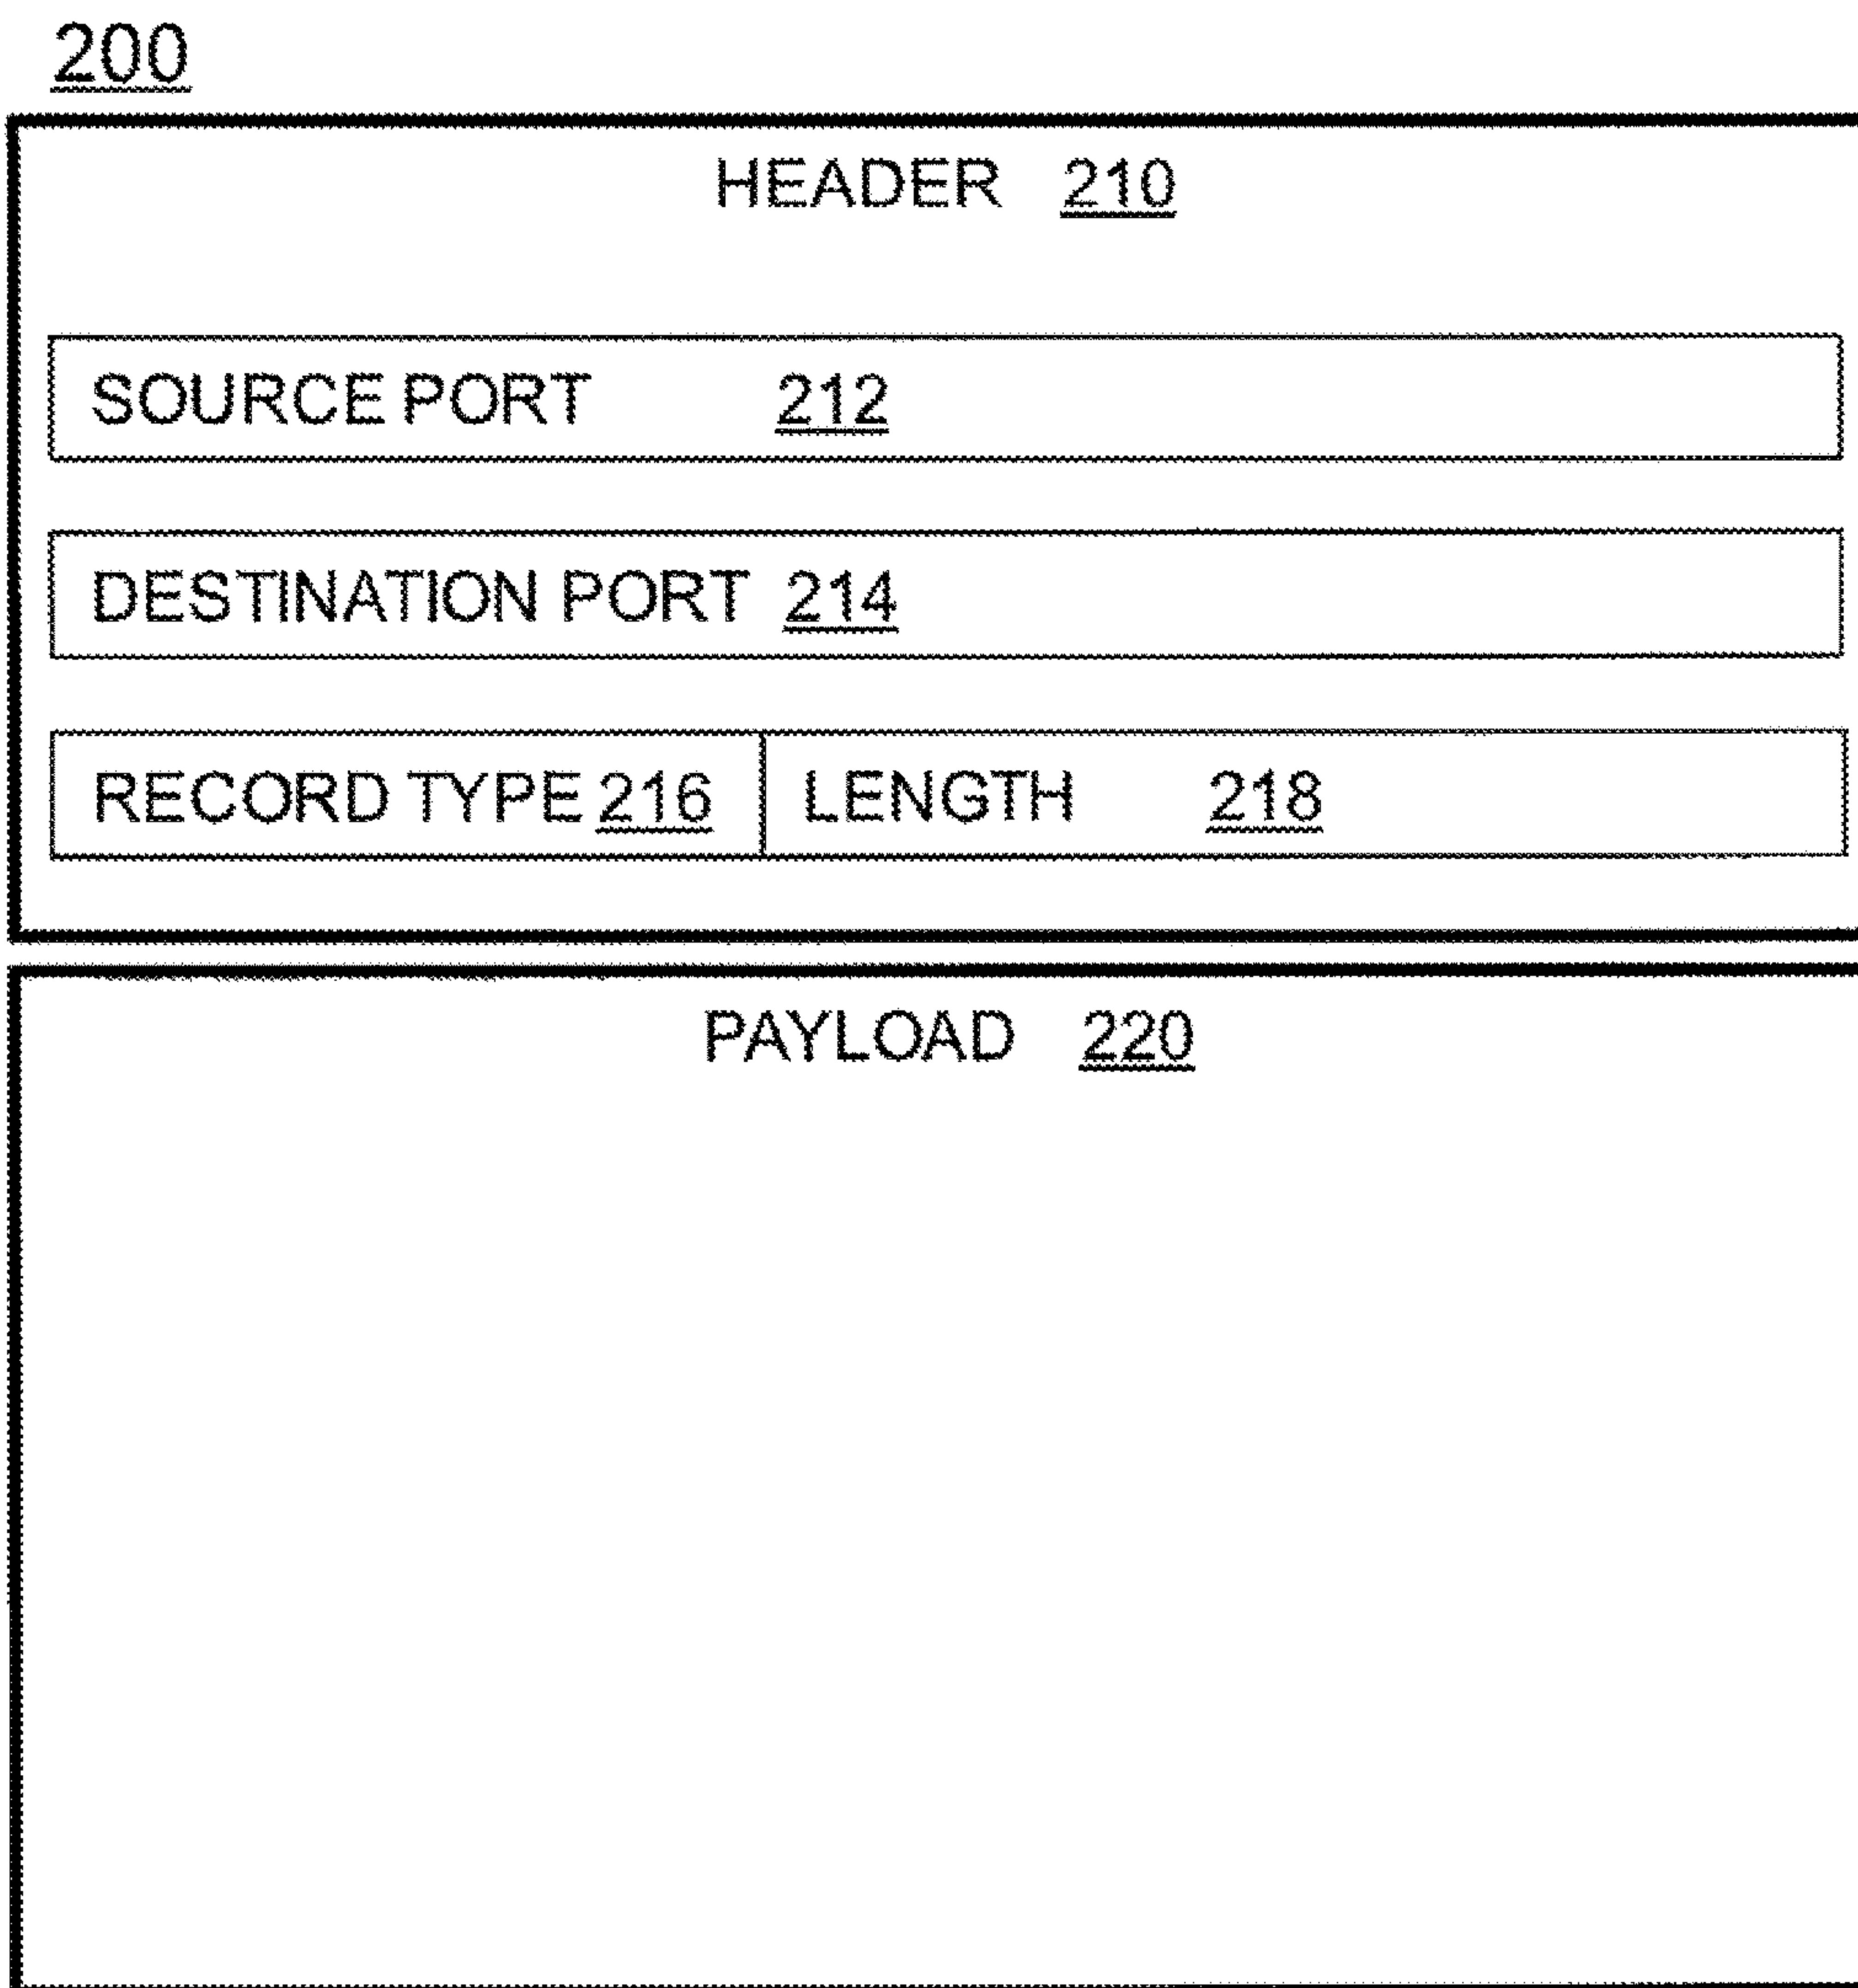 200
HEADER 210
SOURCE PORT 212
DESTINATION PORT 214
RECORD TYPE 216 LENGTH 218
PAYLOAD 220